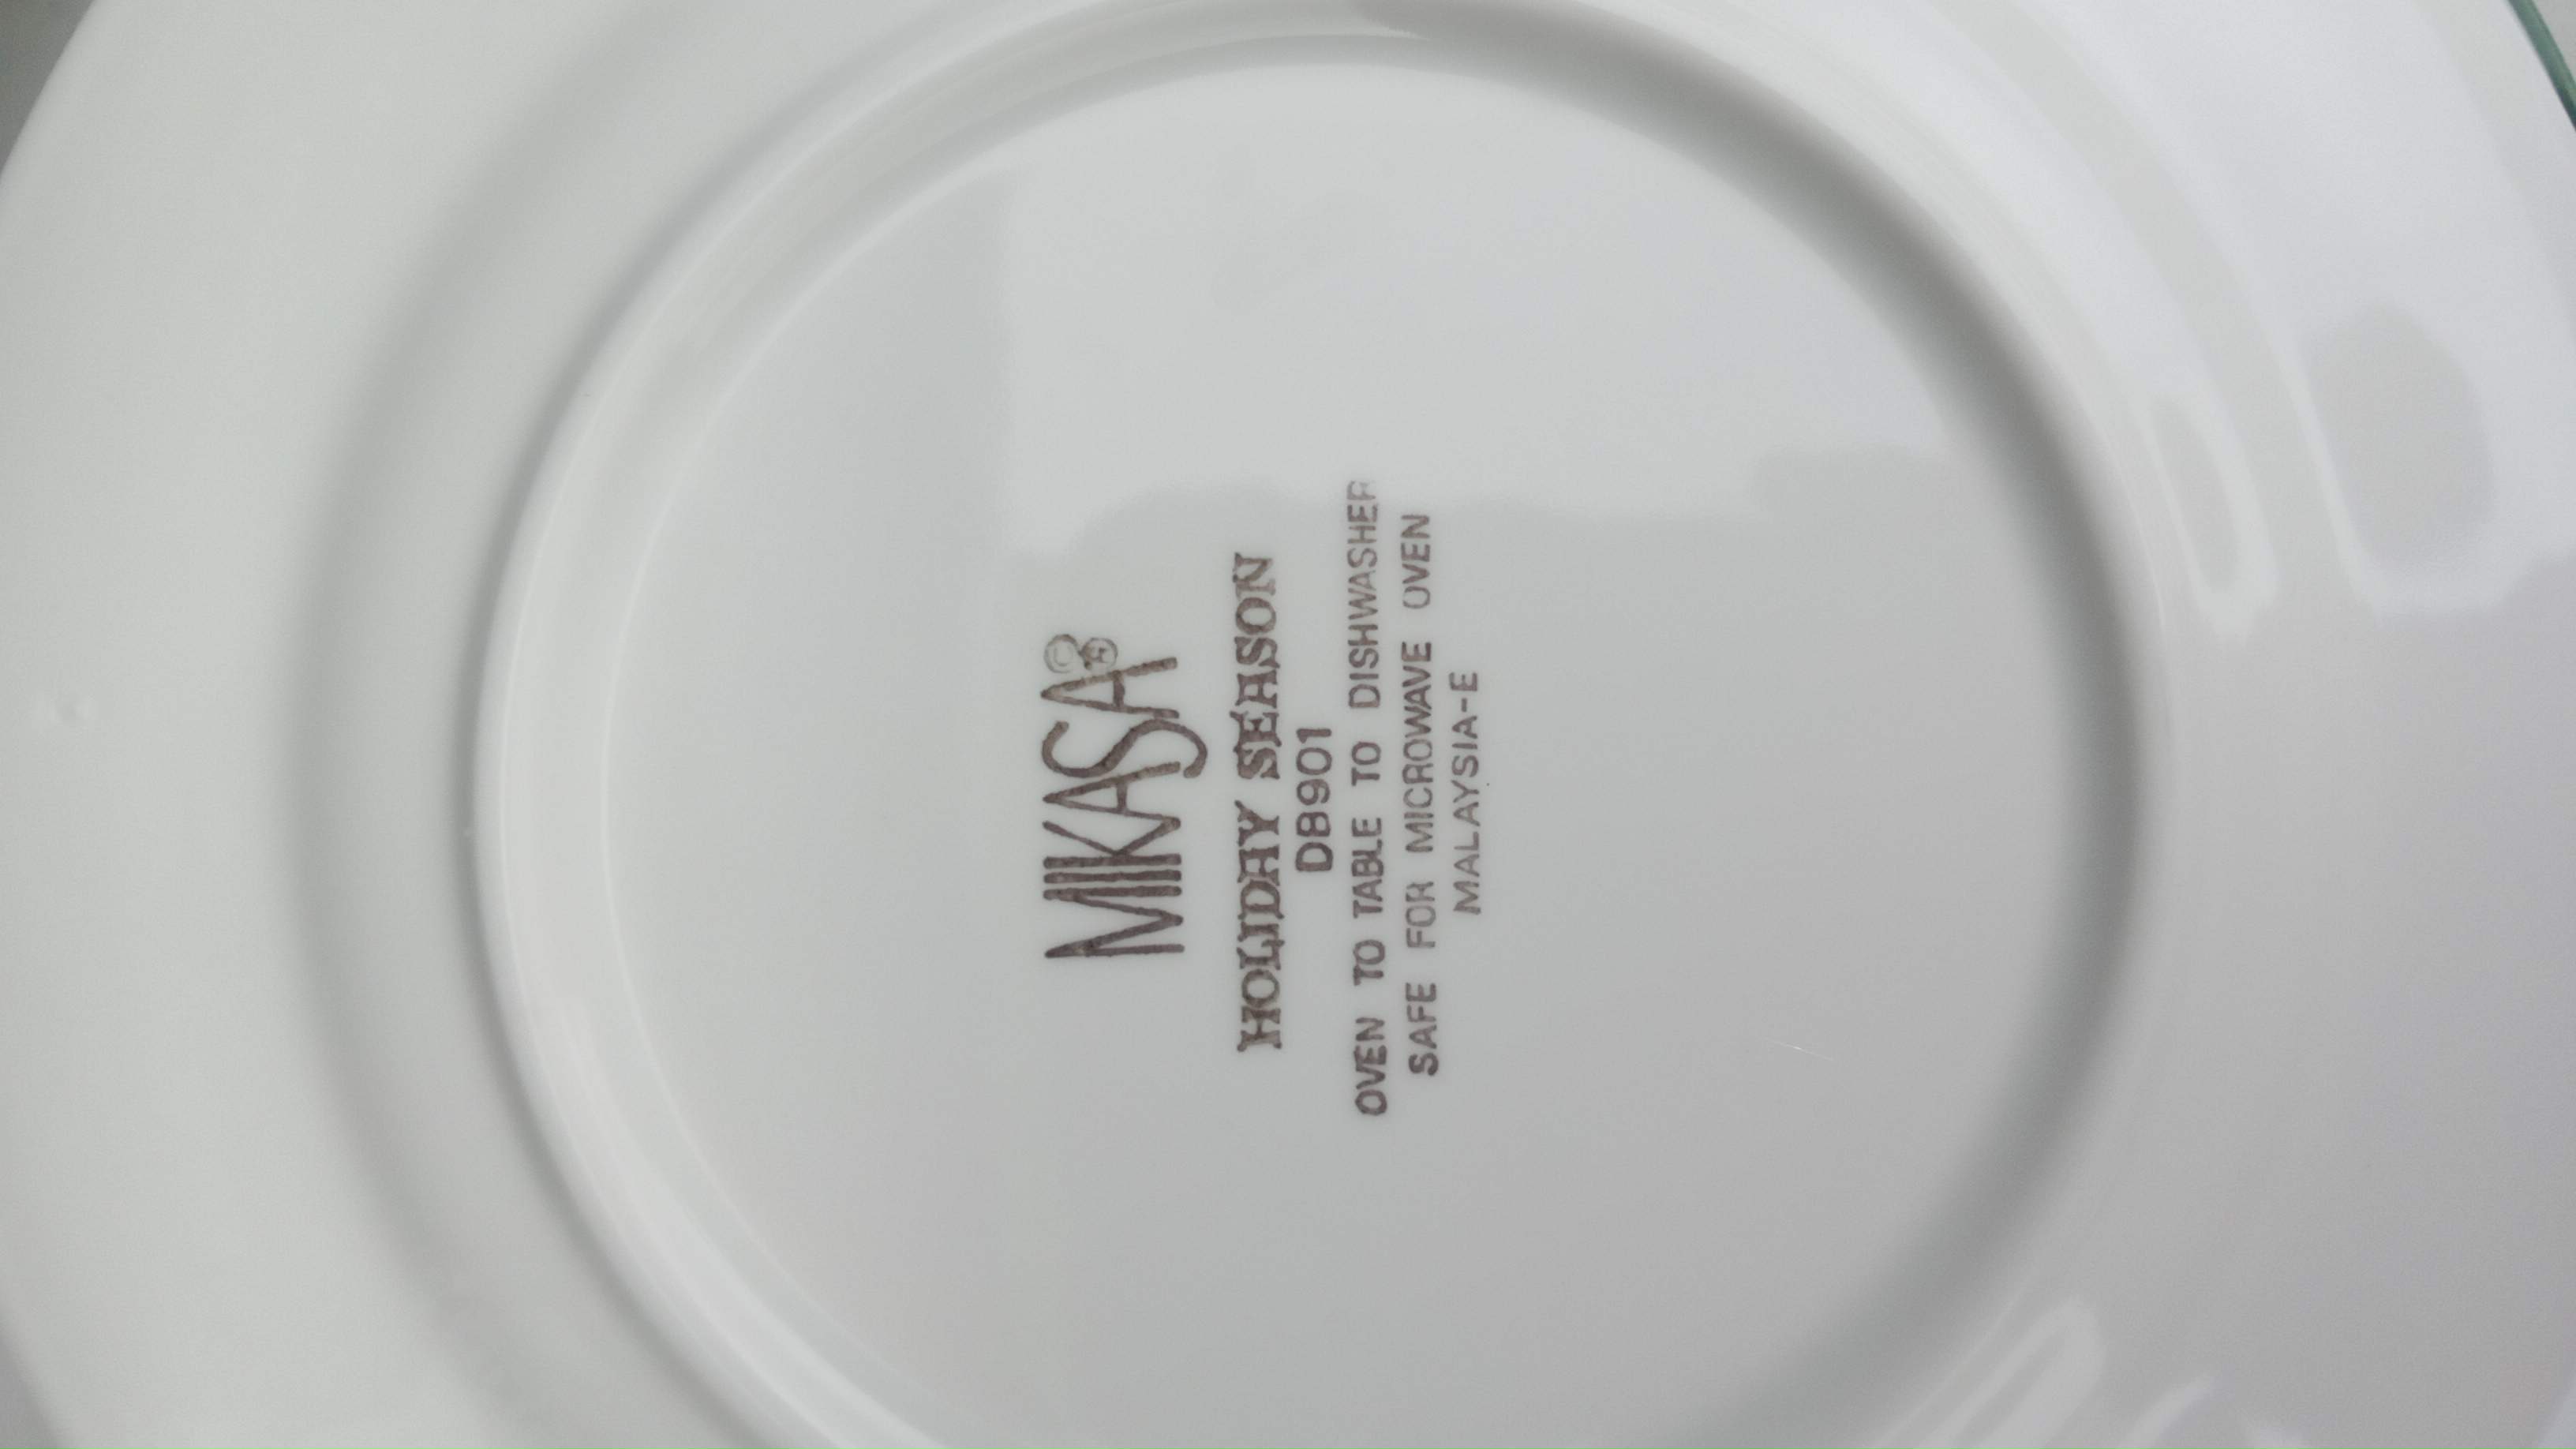 MIKASA ©®
HOLIDAY SEASON
DB901
OVEN TO TABLE TO DISHWASHER
SAFE FOR MICROWAVE OVEN
MALAYSIA-E